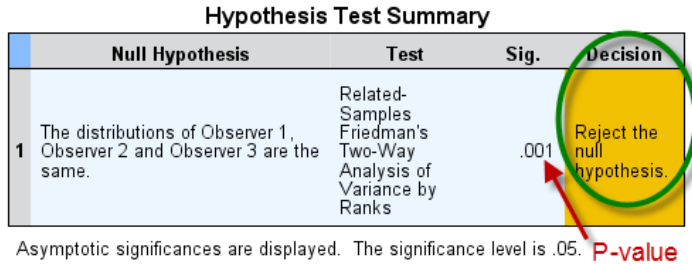 Hypothesis Test Summary
Null Hypothesis Test Sig. Decision
1 The distributions of Observer 1, Observer 2 and Observer 3 are the same.
Related-
Samples
Friedman's
Two-Way
Analysis of
Variance by
Ranks
.001
Reject the
null
hypothesis.
Asymptotic significances are displayed. The significance level is .05.
P-value